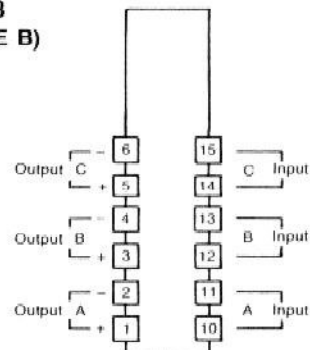 E B)
- 6 15
Output C C Input
+ 5 14
- 4 13
Output B B Input
+ 3 12
- 2 11
Output A A Input
+ 1 10